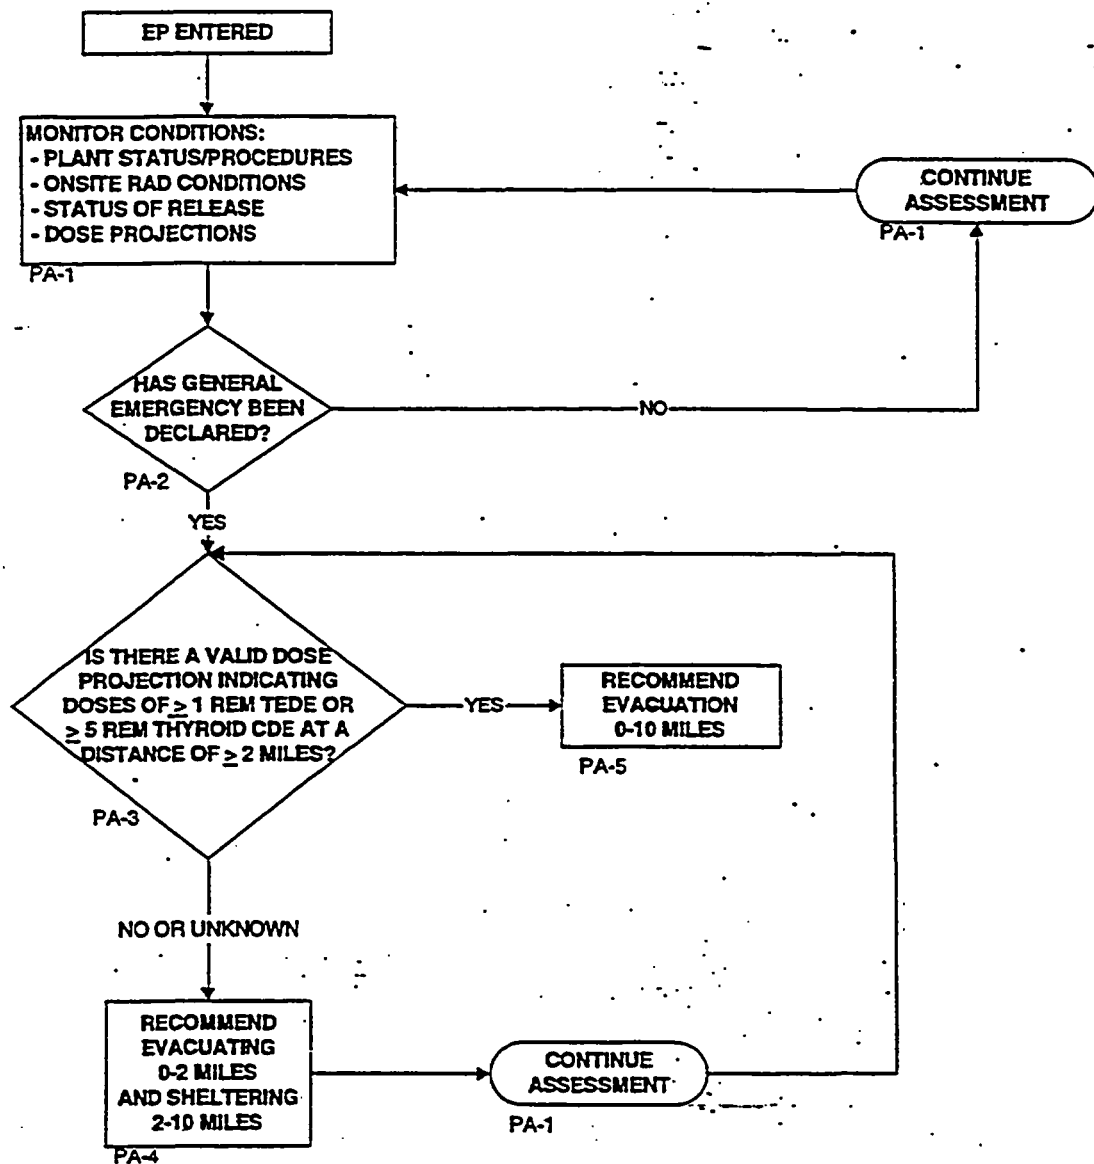 EP ENTERED
MONITOR CONDITIONS:
- PLANT STATUS/PROCEDURES
- ONSITE RAD CONDITIONS
- STATUS OF RELEASE
- DOSE PROJECTIONS
PA-1
CONTINUE
ASSESSMENT
PA-1
HAS GENERAL
EMERGENCY BEEN
DECLARED?
PA-2
NO
YES
IS THERE A VALID DOSE
PROJECTION INDICATING
DOSES OF ≥ 1 REM TEDE OR
≥ 5 REM THYROID CDE AT A
DISTANCE OF ≥ 2 MILES?
PA-3
YES
RECOMMEND
EVACUATION
0-10 MILES
PA-5
NO OR UNKNOWN
RECOMMEND
EVACUATING
0-2 MILES
AND SHELTERING
2-10 MILES
PA-4
CONTINUE
ASSESSMENT
PA-1